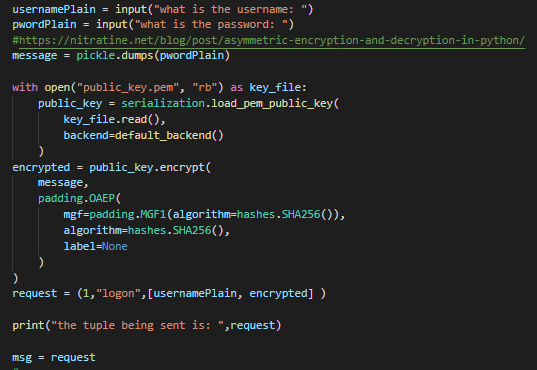 usernamePlain = input("what is the username: ")
pwordPlain = input("what is the password: ")
#https://nitratine.net/blog/post/asymmetric-encryption-and-decryption-in-python/
message = pickle.dumps(pwordPlain)

with open("public_key.pem", "rb") as key_file:
    public_key = serialization.load_pem_public_key(
        key_file.read(),
        backend=default_backend()
    )
encrypted = public_key.encrypt(
    message,
    padding.OAEP(
        mgf=padding.MGF1(algorithm=hashes.SHA256()),
        algorithm=hashes.SHA256(),
        label=None
    )
)
request = (1,"logon",[usernamePlain, encrypted] )

print("the tuple being sent is: ",request)

msg = request